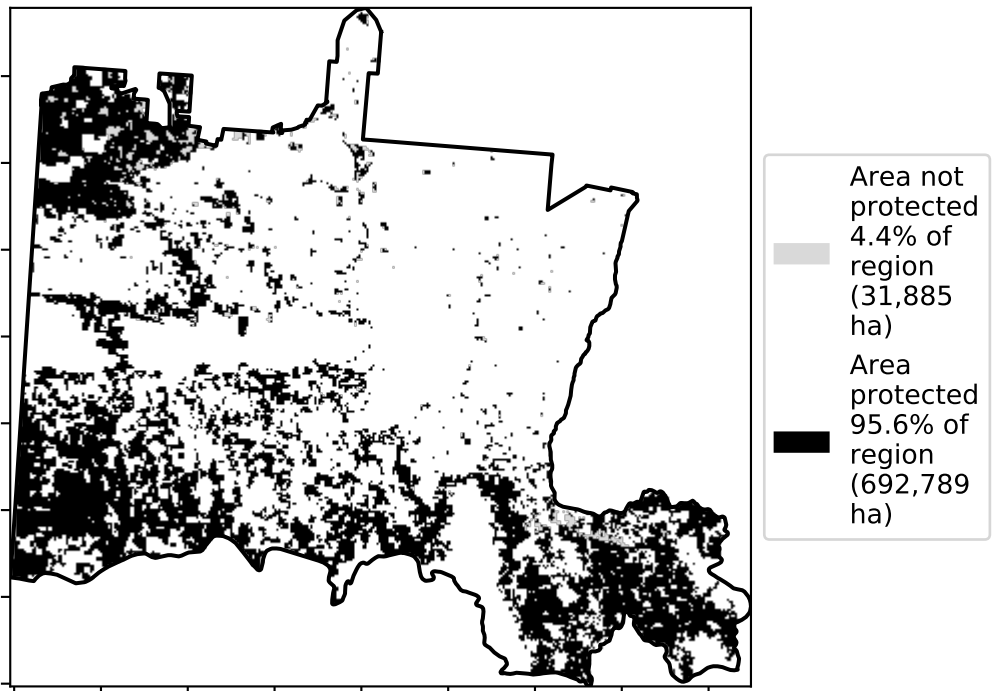 Area not
protected
4.4% of
region
(31,885
ha)
Area
protected
95.6% of
region
(692,789
ha)